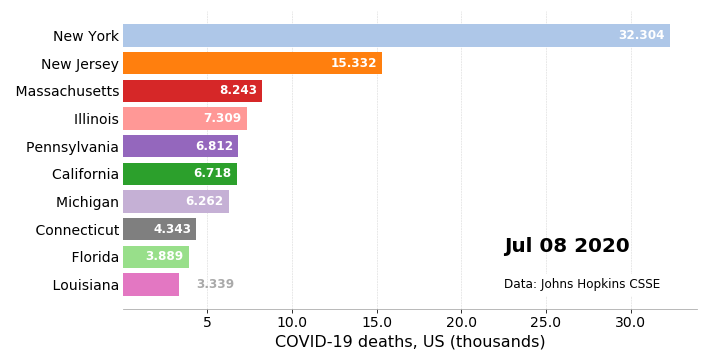 New York 32.304
New Jersey 15.332
Massachusetts 8.243
Illinois 7.309
Pennsylvania 6.812
California 6.718
Michigan 6.262
Connecticut 4.343
Florida 3.889
Louisiana 3.339
Jul 08 2020
Data: Johns Hopkins CSSE
5 10.0 15.0 20.0 25.0 30.0
COVID-19 deaths, US (thousands)